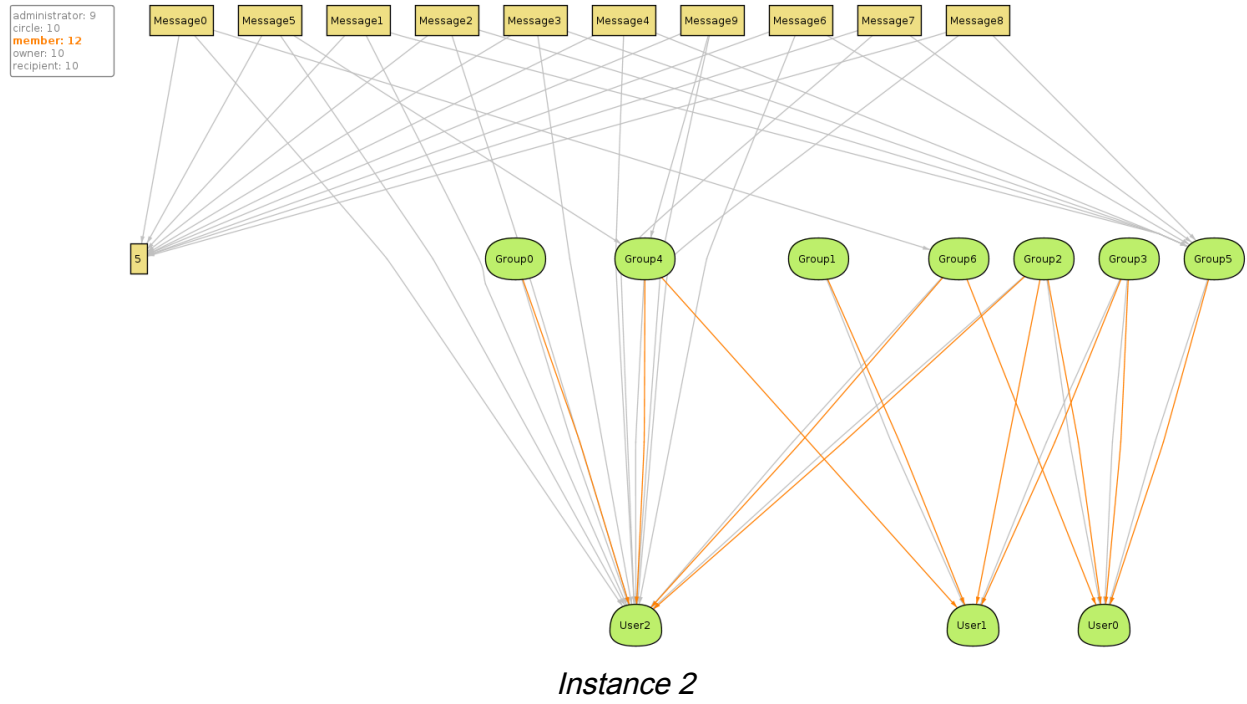 administrator: 9
circle: 10
member: 12
owner: 10
recipient: 10
Message0 Message5 Message1 Message2 Message3 Message4 Message9 Message6 Message7 Message8
5 Group0 Group4 Group1 Group6 Group2 Group3 Group5
User2 User1 User0
Instance 2